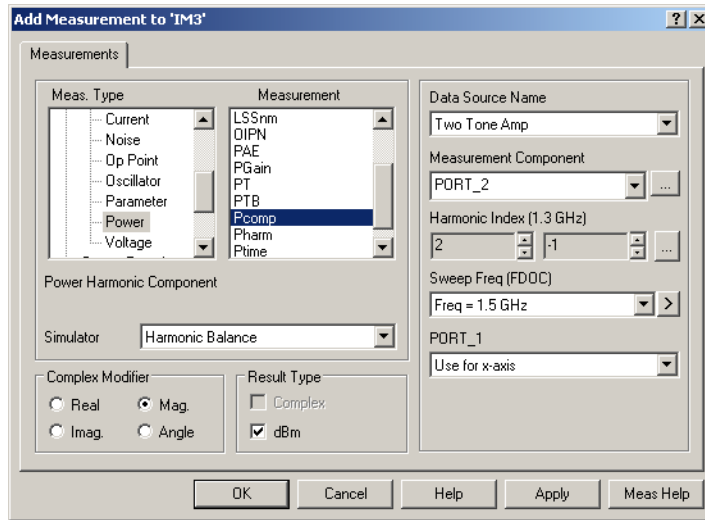 Add Measurement to 'IM3'
Measurements
Meas. Type
Current
Noise
Op Point
Oscillator
Parameter
Power
Voltage
Measurement
LSSnm
OIPN
PAE
PGain
PT
PTB
Pcomp
Pharm
Ptime
Power Harmonic Component
Simulator Harmonic Balance
Complex Modifier
Real Mag.
Imag. Angle
Result Type
Complex
dBm
Data Source Name
Two Tone Amp
Measurement Component
PORT_2 ...
Harmonic Index (1.3 GHz)
2 -1 ...
Sweep Freq (FDOC)
Freq = 1.5 GHz >
PORT_1
Use for x-axis
OK Cancel Help Apply Meas Help